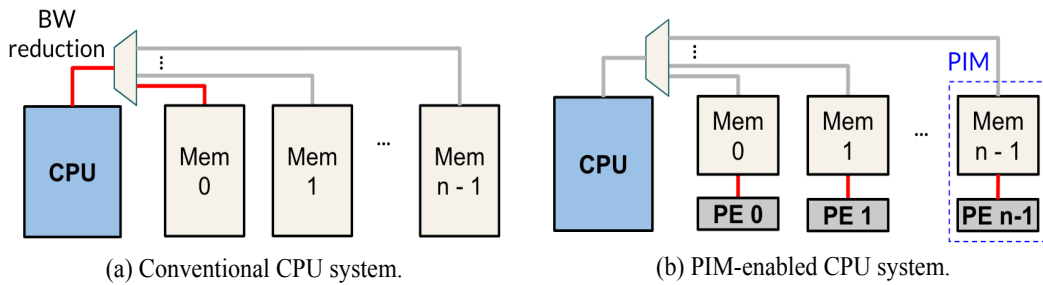 BW
reduction
⋮
CPU
Mem
0
Mem
1
...
Mem
n - 1
(a) Conventional CPU system.
⋮
PIM
CPU
Mem
0
Mem
1
...
Mem
n - 1
PE 0
PE 1
PE n-1
(b) PIM-enabled CPU system.